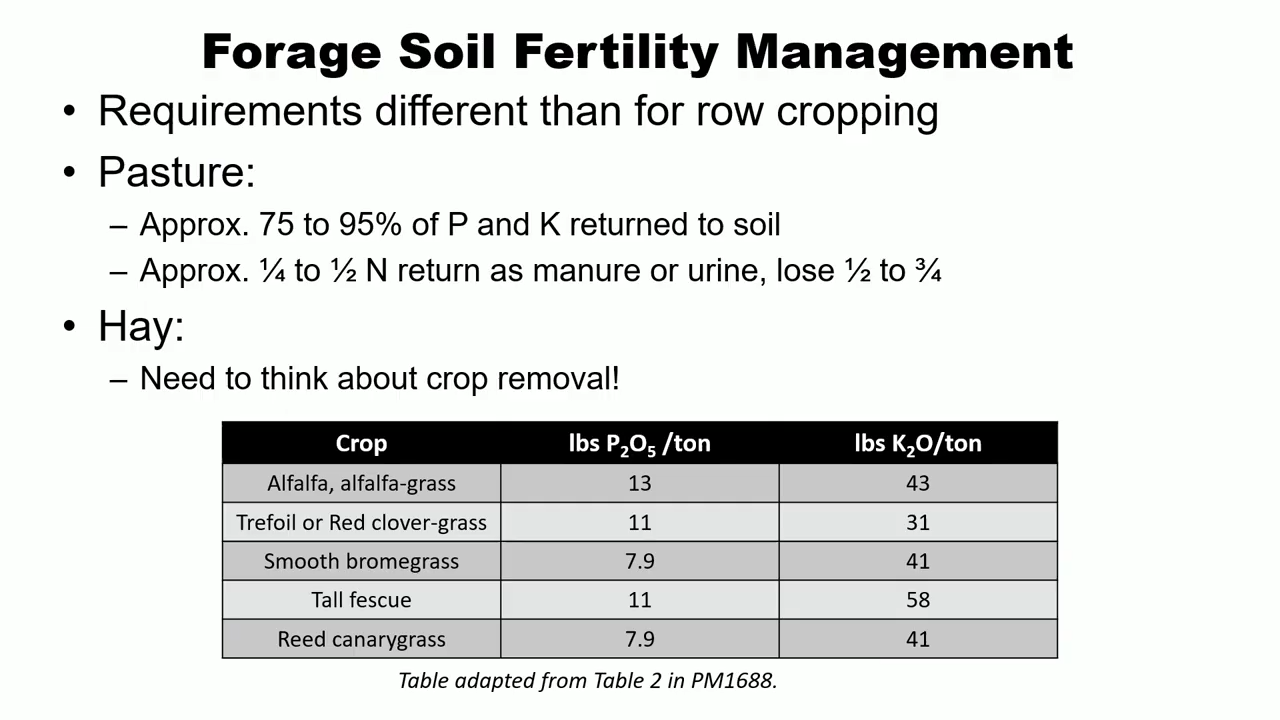 Forage Soil Fertility Management
• Requirements different than for row cropping
• Pasture:
– Approx. 75 to 95% of P and K returned to soil
– Approx. ¼ to ½ N return as manure or urine, lose ½ to ¾
• Hay:
– Need to think about crop removal!
Crop lbs P₂O₅ /ton lbs K₂O/ton
Alfalfa, alfalfa-grass 13 43
Trefoil or Red clover-grass 11 31
Smooth bromegrass 7.9 41
Tall fescue 11 58
Reed canarygrass 7.9 41
Table adapted from Table 2 in PM1688.